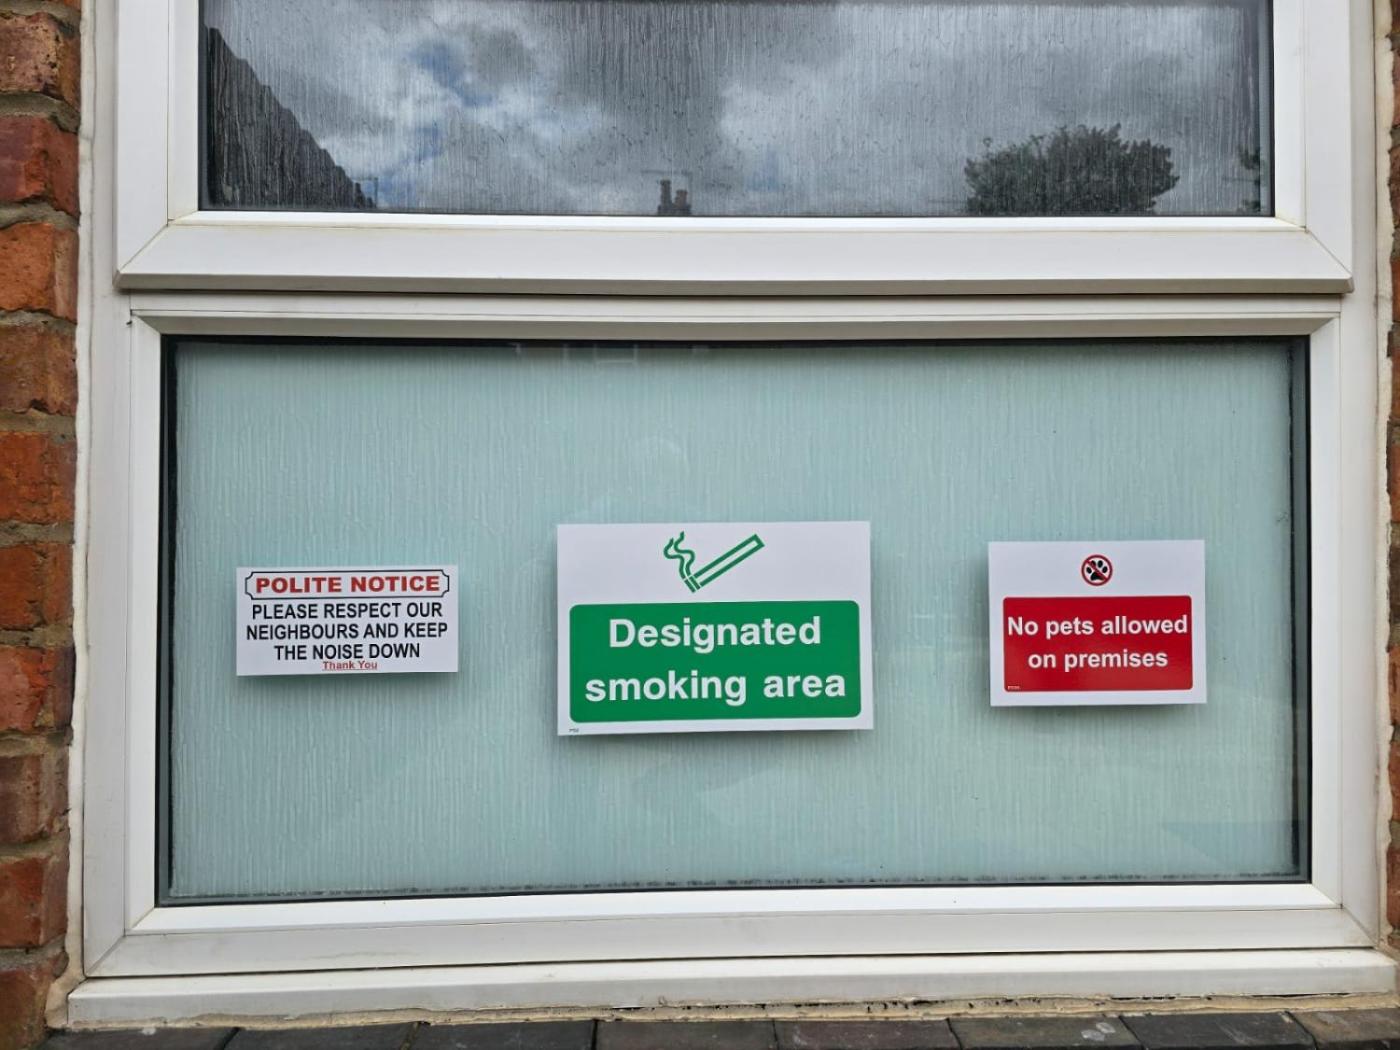 POLITE NOTICE
PLEASE RESPECT OUR
NEIGHBOURS AND KEEP
THE NOISE DOWN
Thank You
Designated
smoking area
No pets allowed
on premises